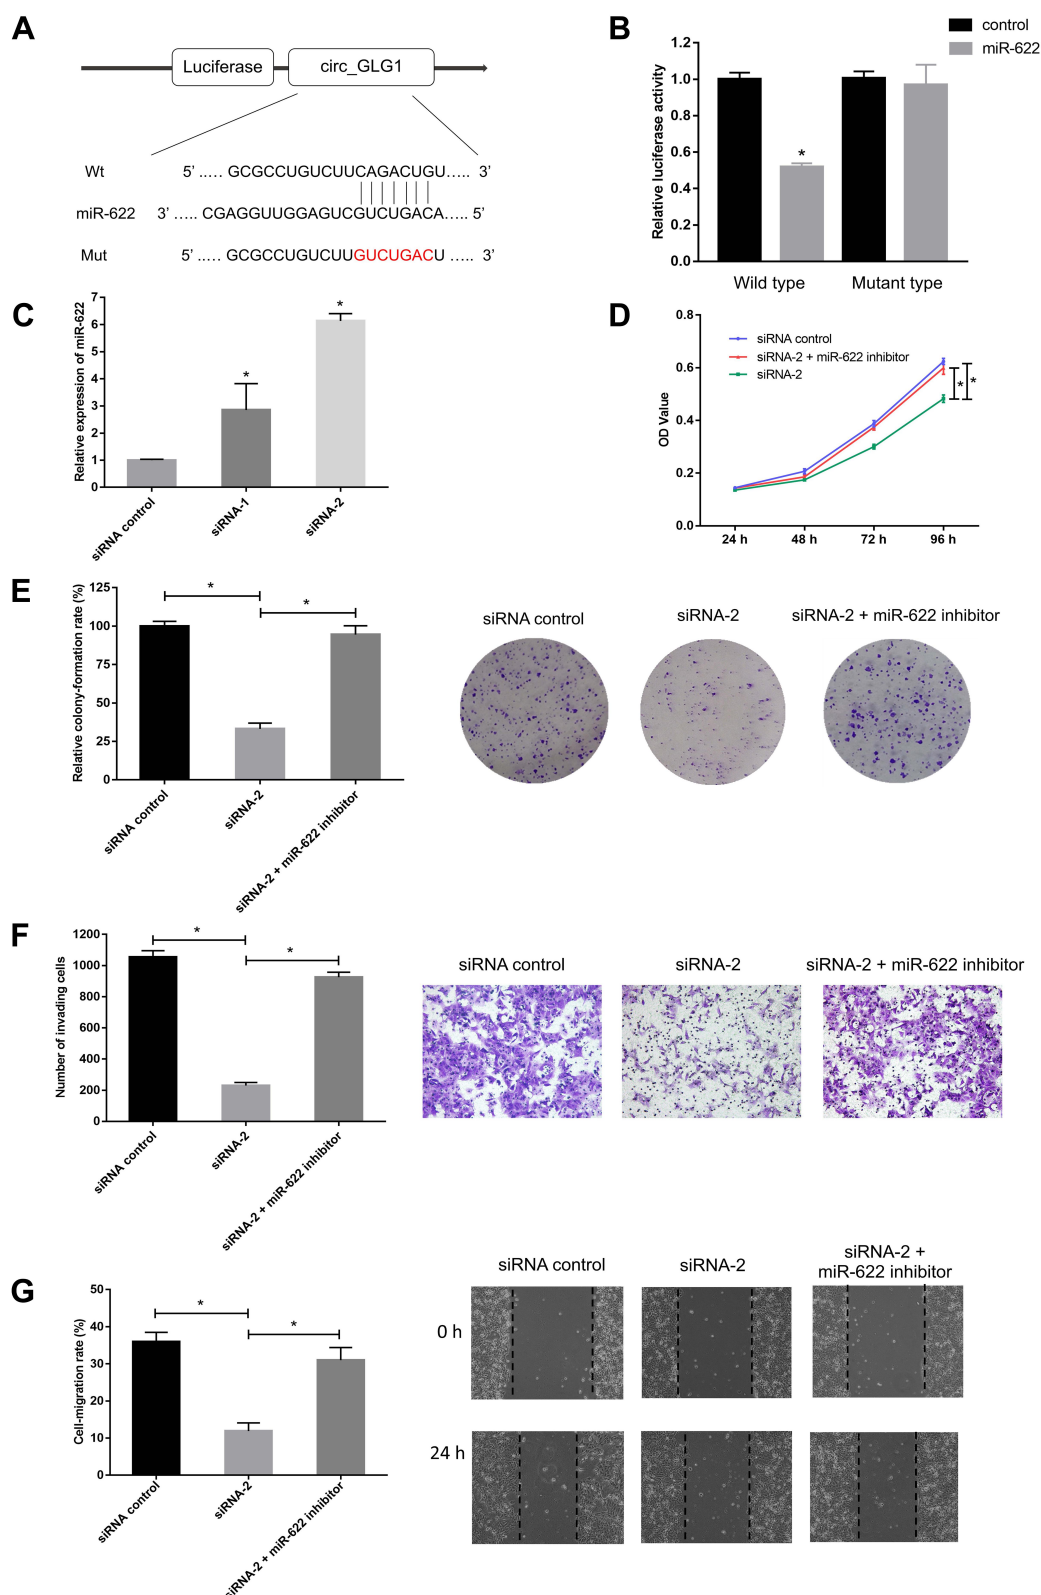 A
Luciferase
circ_GLG1
Wt 5' ..... GCGCCUGUCUUCAGACUGU..... 3'
miR-622 3' ..... CGAGGUUGGAGUCGUCUGACA..... 5'
Mut 5' ..... GCGCCUGUCUUGUCUGACU ..... 3'
B
control
miR-622
Relative luciferase activity
1.2
1.0
0.8
0.6
0.4
0.2
0.0
*
Wild type
Mutant type
C
Relative expression of miR-622
7
6
5
4
3
2
1
0
*
*
siRNA control
siRNA-1
siRNA-2
D
OD Value
0.8
0.6
0.4
0.2
0.0
siRNA control
siRNA-2 + miR-622 inhibitor
siRNA-2
* *
24 h
48 h
72 h
96 h
E
Relative colony-formation rate (%)
125
100
75
50
25
0
*
*
siRNA control
siRNA-2
siRNA-2 + miR-622 inhibitor
siRNA control
siRNA-2
siRNA-2 + miR-622 inhibitor
F
Number of invading cells
1200
1000
800
600
400
200
0
*
*
siRNA control
siRNA-2
siRNA-2 + miR-622 inhibitor
siRNA control
siRNA-2
siRNA-2 + miR-622 inhibitor
G
Cell-migration rate (%)
50
40
30
20
10
0
*
*
siRNA control
siRNA-2
siRNA-2 + miR-622 inhibitor
siRNA control
siRNA-2
siRNA-2 +
miR-622 inhibitor
0 h
24 h